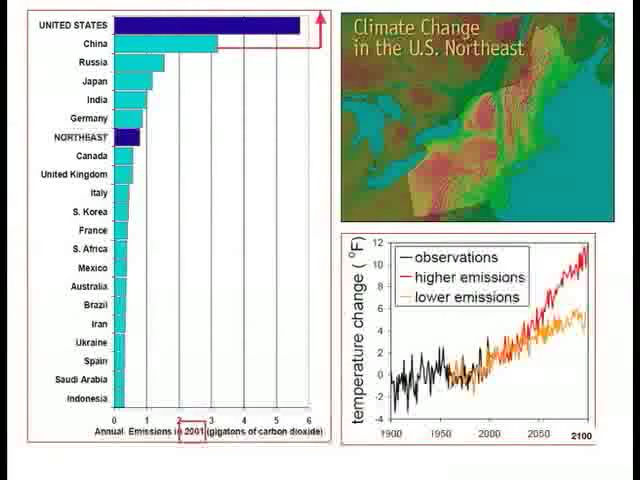 UNITED STATES
China
Russia
Japan
India
Germany
NORTHEAST
Canada
United Kingdom
Italy
S. Korea
France
S. Africa
Mexico
Australia
Brazil
Iran
Ukraine
Spain
Saudi Arabia
Indonesia
0 1 2 3 4 5 6
Annual Emissions in 2001 (gigatons of carbon dioxide)
Climate Change
in the U.S. Northeast
temperature change (°F)
12
10
8
6
4
2
0
-2
-4
observations
higher emissions
lower emissions
1900 1950 2000 2050 2100